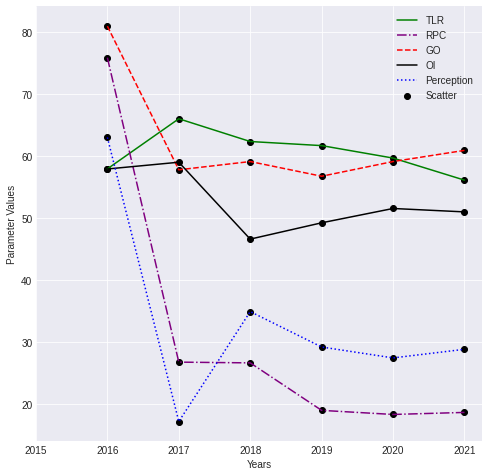 TLR
RPC
GO
OI
Perception
Scatter
80
70
60
50
40
30
20
Parameter Values
2015 2016 2017 2018 2019 2020 2021
Years